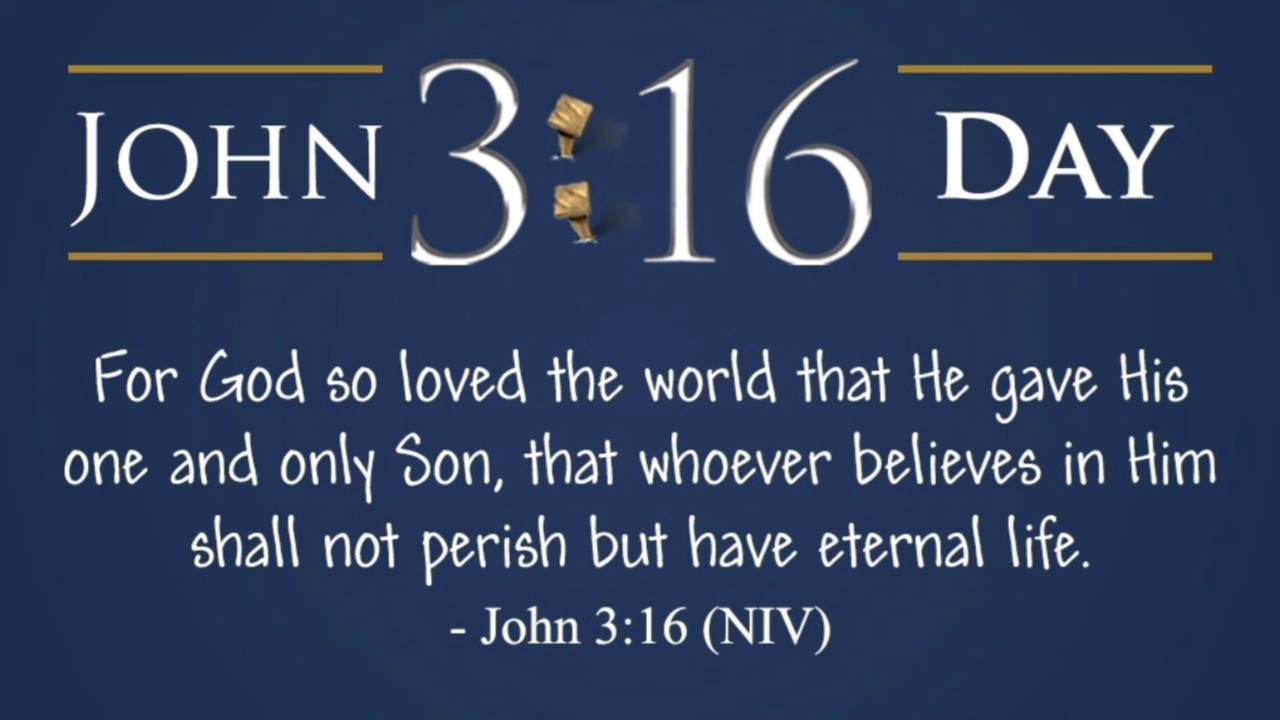 JOHN 3:16 DAY
For God so loved the world that He gave His
one and only Son, that whoever believes in Him
shall not perish but have eternal life.
- John 3:16 (NIV)